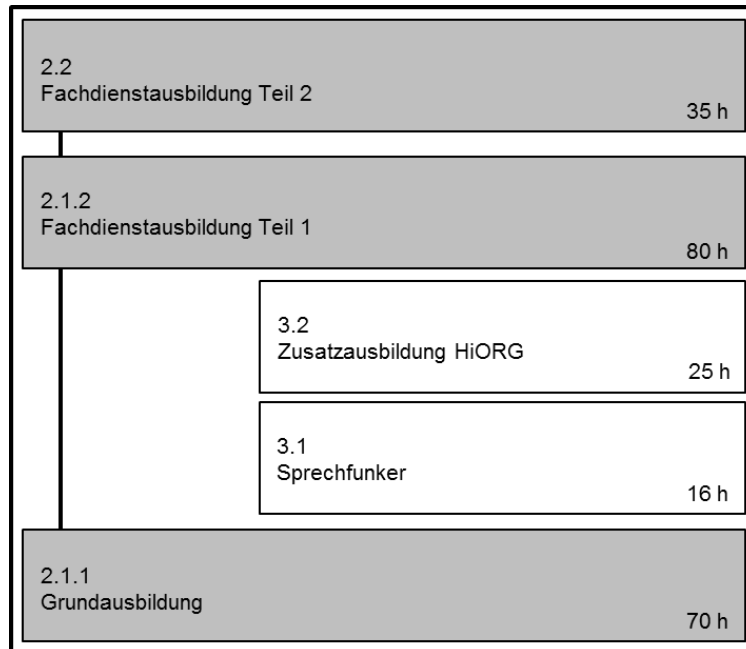 2.2
Fachdienstausbildung Teil 2
35 h
2.1.2
Fachdienstausbildung Teil 1
80 h
3.2
Zusatzausbildung HiORG
25 h
3.1
Sprechfunker
16 h
2.1.1
Grundausbildung
70 h